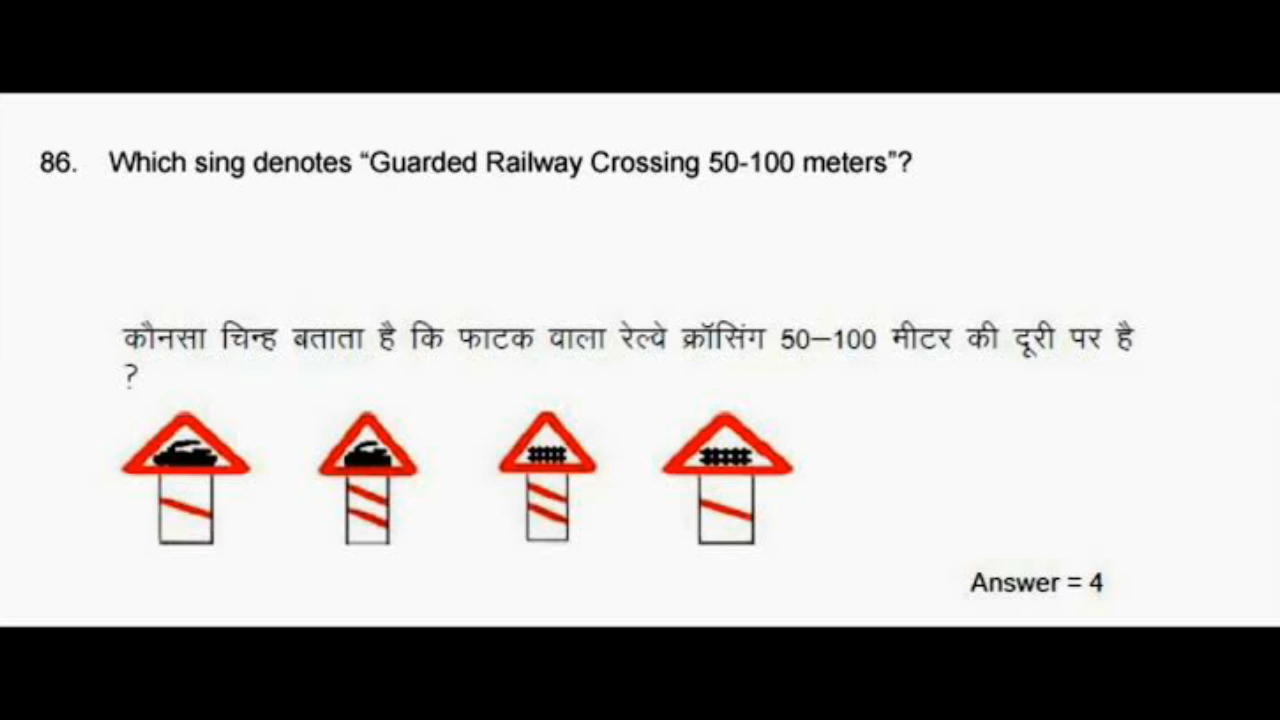 86. Which sing denotes “Guarded Railway Crossing 50-100 meters”?
कौनसा चिन्ह बताता है कि फाटक वाला रेल्वे क्रॉसिंग 50–100 मीटर की दूरी पर है
?
Answer = 4